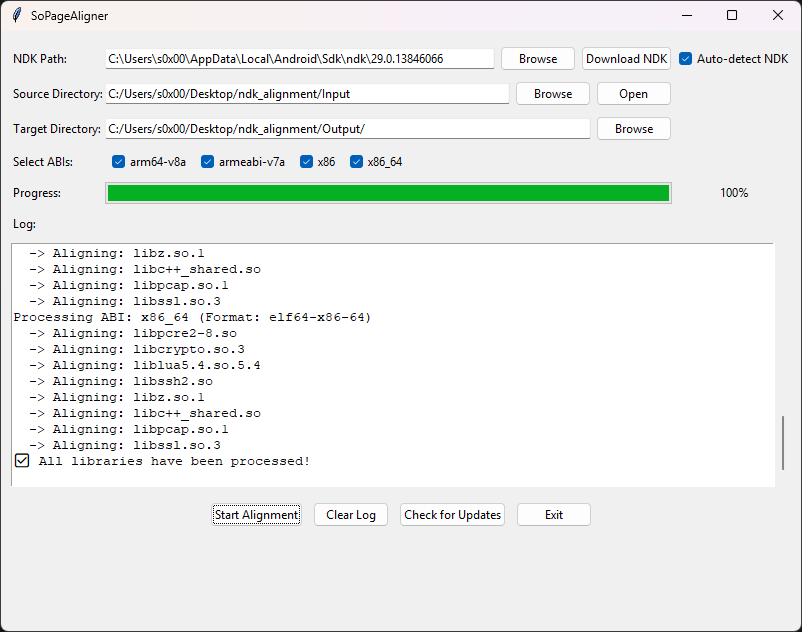 SoPageAligner
NDK Path: C:\Users\s0x00\AppData\Local\Android\Sdk\ndk\29.0.13846066 Browse Download NDK Auto-detect NDK
Source Directory: C:/Users/s0x00/Desktop/ndk_alignment/Input Browse Open
Target Directory: C:/Users/s0x00/Desktop/ndk_alignment/Output/ Browse
Select ABIs: arm64-v8a armeabi-v7a x86 x86_64
Progress: 100%
Log:
-> Aligning: libz.so.1
-> Aligning: libc++_shared.so
-> Aligning: libpcap.so.1
-> Aligning: libssl.so.3
Processing ABI: x86_64 (Format: elf64-x86-64)
-> Aligning: libpcre2-8.so
-> Aligning: libcrypto.so.3
-> Aligning: liblua5.4.so.5.4
-> Aligning: libssh2.so
-> Aligning: libz.so.1
-> Aligning: libc++_shared.so
-> Aligning: libpcap.so.1
-> Aligning: libssl.so.3
All libraries have been processed!
Start Alignment Clear Log Check for Updates Exit